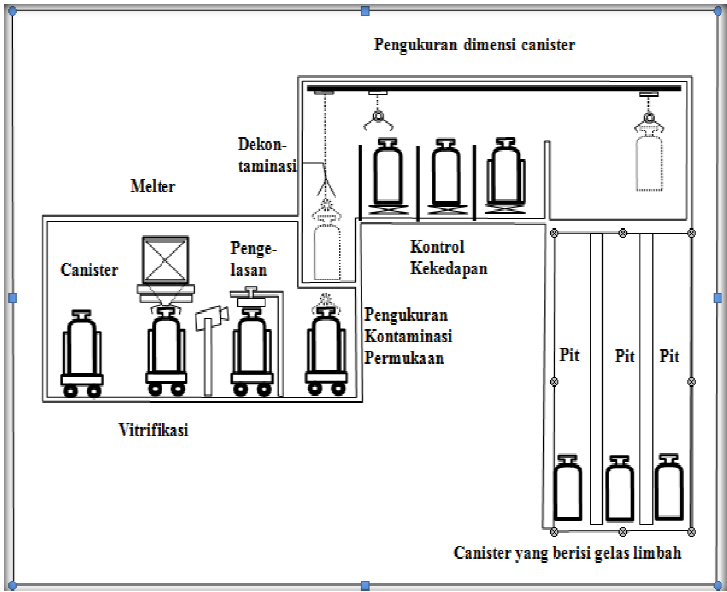 Pengukuran dimensi canister
Dekon-
taminasi
Melter
Canister
Penge-
lasan
Kontrol
Kekedapan
Pengukuran
Kontaminasi
Permukaan
Pit
Pit
Pit
Vitrifikasi
Canister yang berisi gelas limbah